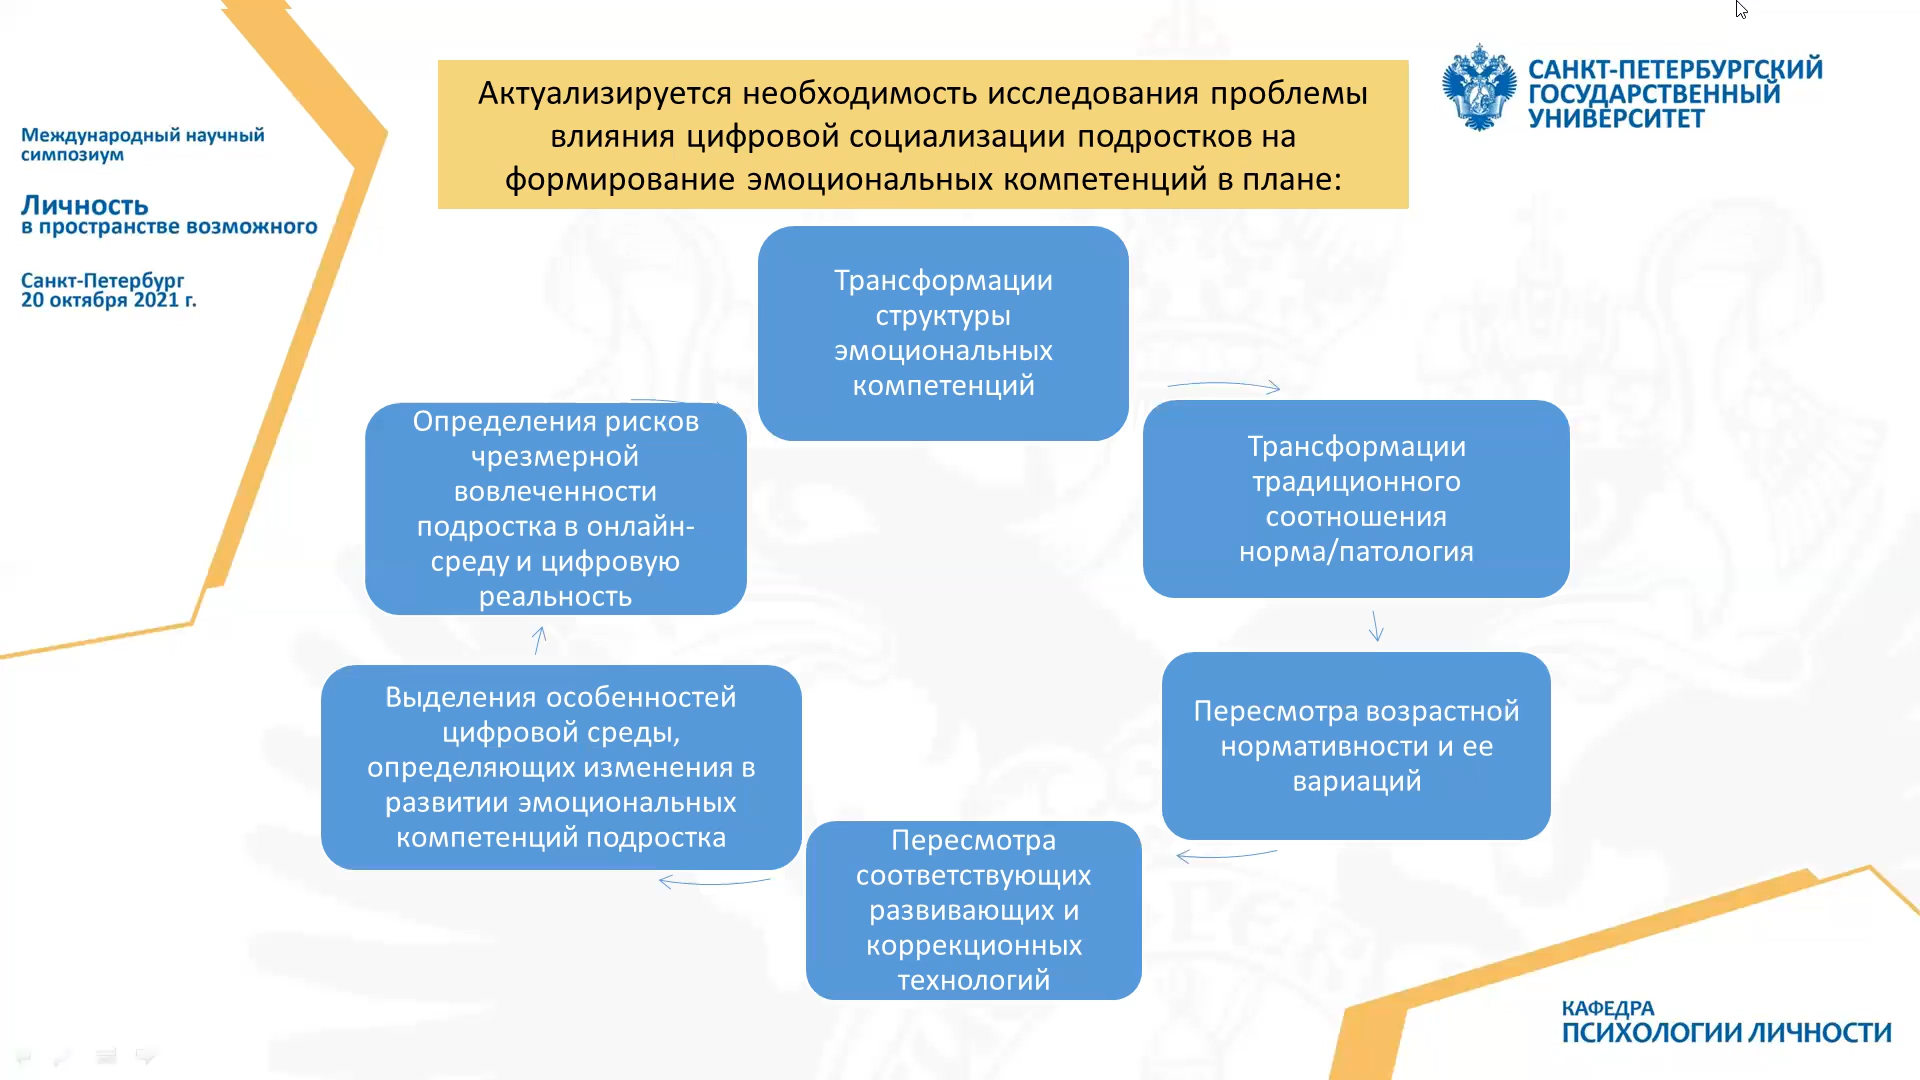 Международный научный
симпозиум
Личность
в пространстве возможного
Санкт-Петербург
20 октября 2021 г.
Актуализируется необходимость исследования проблемы
влияния цифровой социализации подростков на
формирование эмоциональных компетенций в плане:
САНКТ-ПЕТЕРБУРГСКИЙ
ГОСУДАРСТВЕННЫЙ
УНИВЕРСИТЕТ
Трансформации
структуры
эмоциональных
компетенций
Трансформации
традиционного
соотношения
норма/патология
Пересмотра возрастной
нормативности и ее
вариаций
Пересмотра
соответствующих
развивающих и
коррекционных
технологий
Выделения особенностей
цифровой среды,
определяющих изменения в
развитии эмоциональных
компетенций подростка
Определения рисков
чрезмерной
вовлеченности
подростка в онлайн-
среду и цифровую
реальность
КАФЕДРА
ПСИХОЛОГИИ ЛИЧНОСТИ